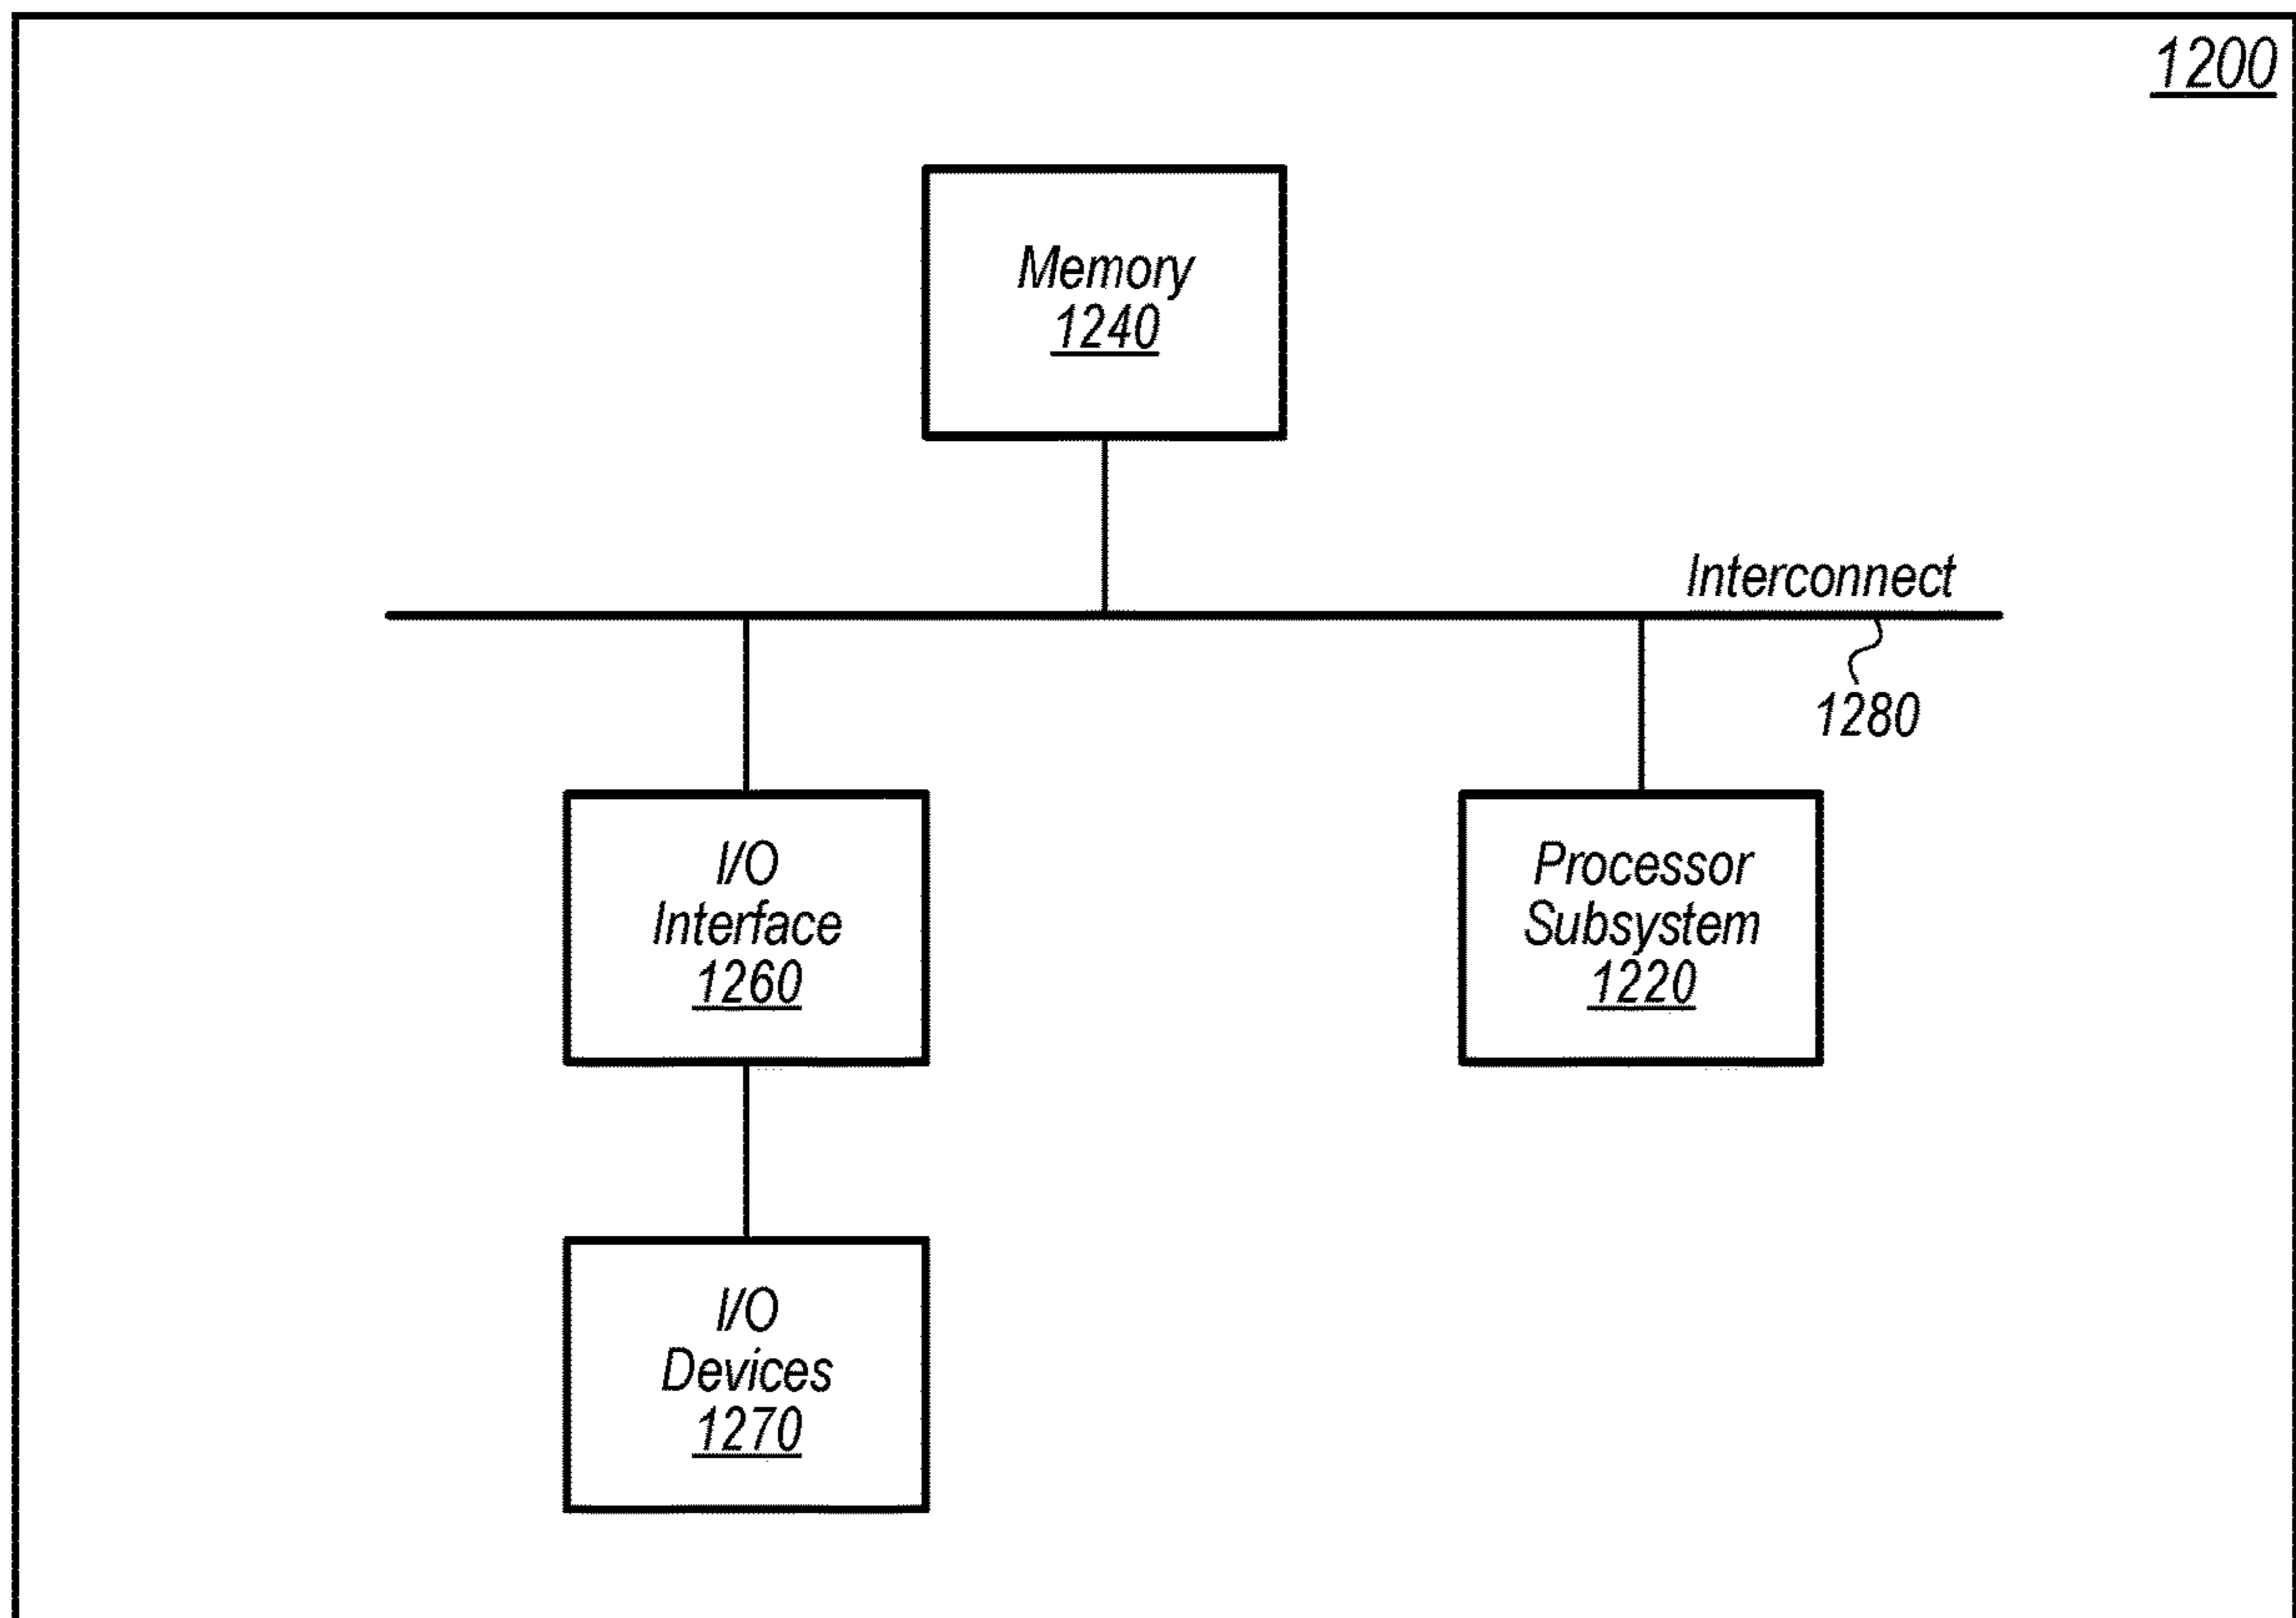 1200
Memory
1240
Interconnect
1280
I/O
Interface
1260
Processor
Subsystem
1220
I/O
Devices
1270